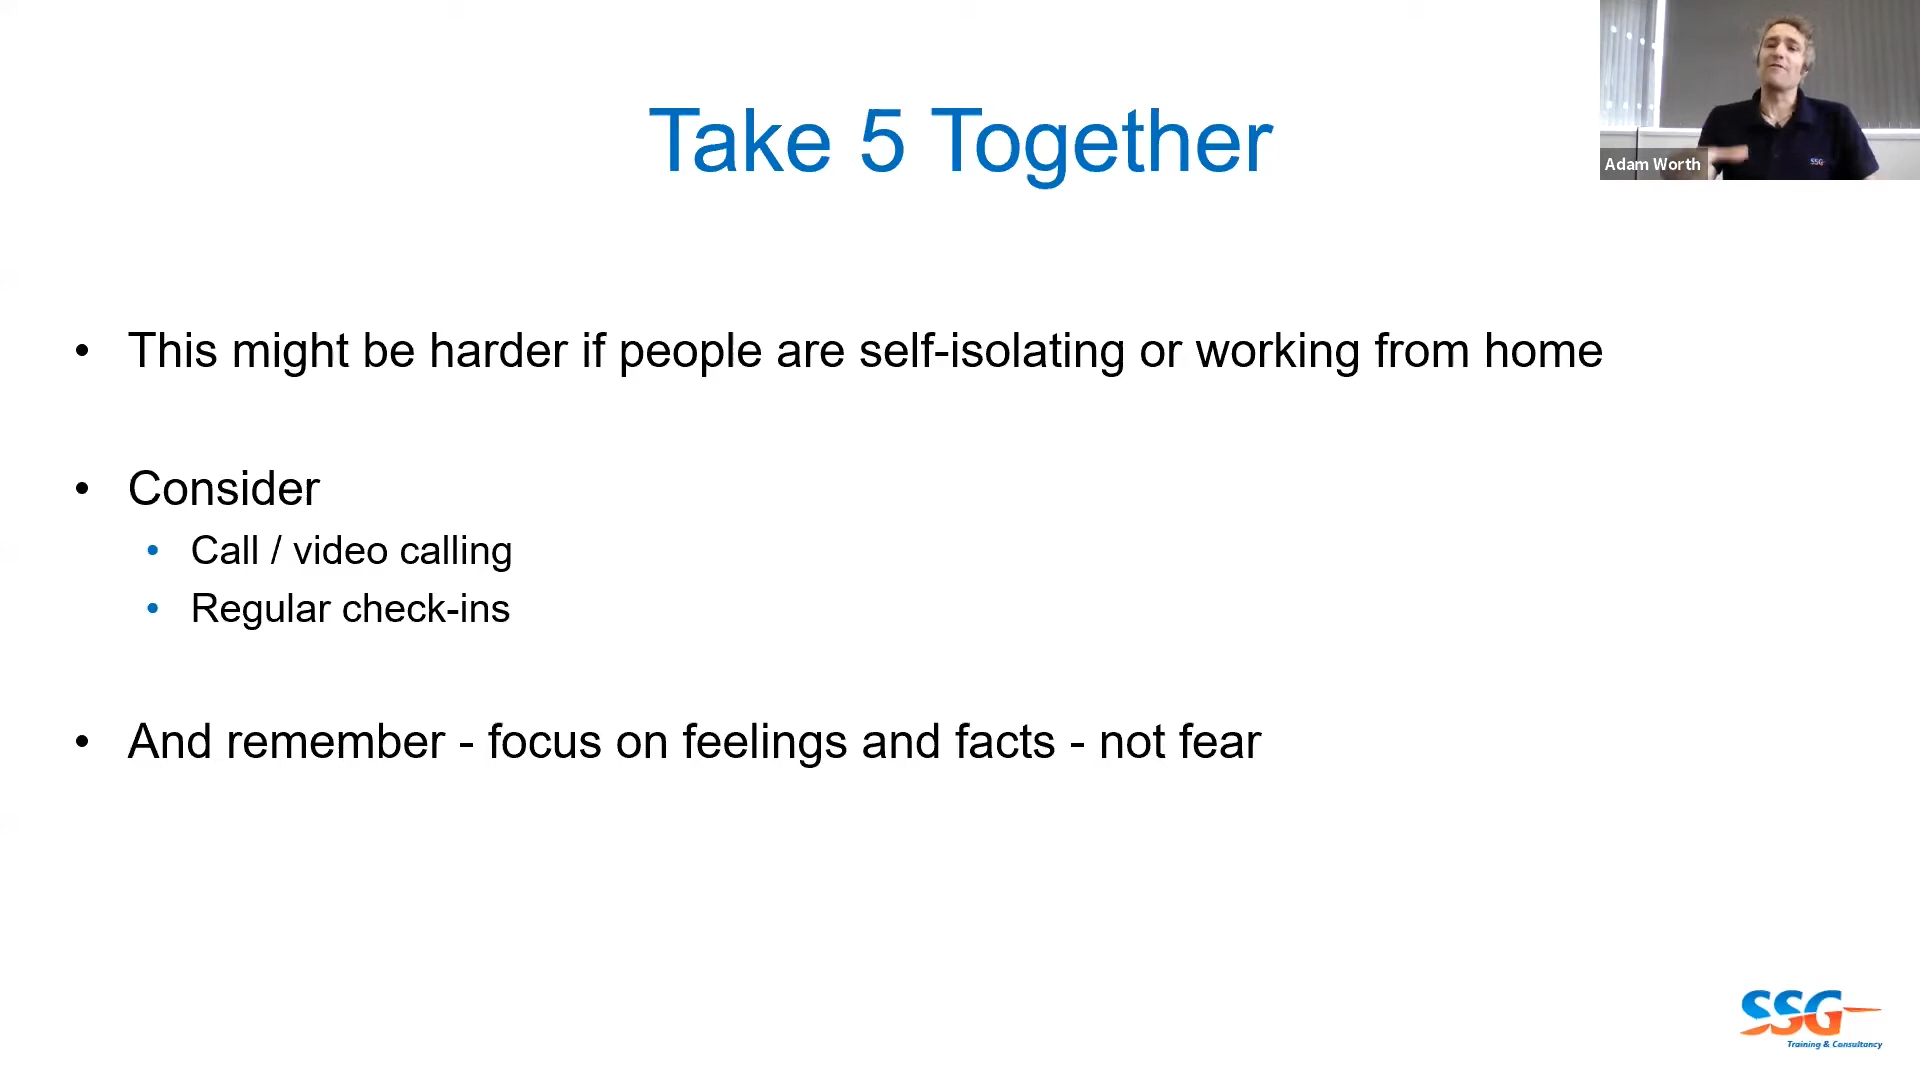 Take 5 Together
Adam Worth
SSG
• This might be harder if people are self-isolating or working from home
• Consider
• Call / video calling
• Regular check-ins
• And remember - focus on feelings and facts - not fear
SSG
Training & Consultancy